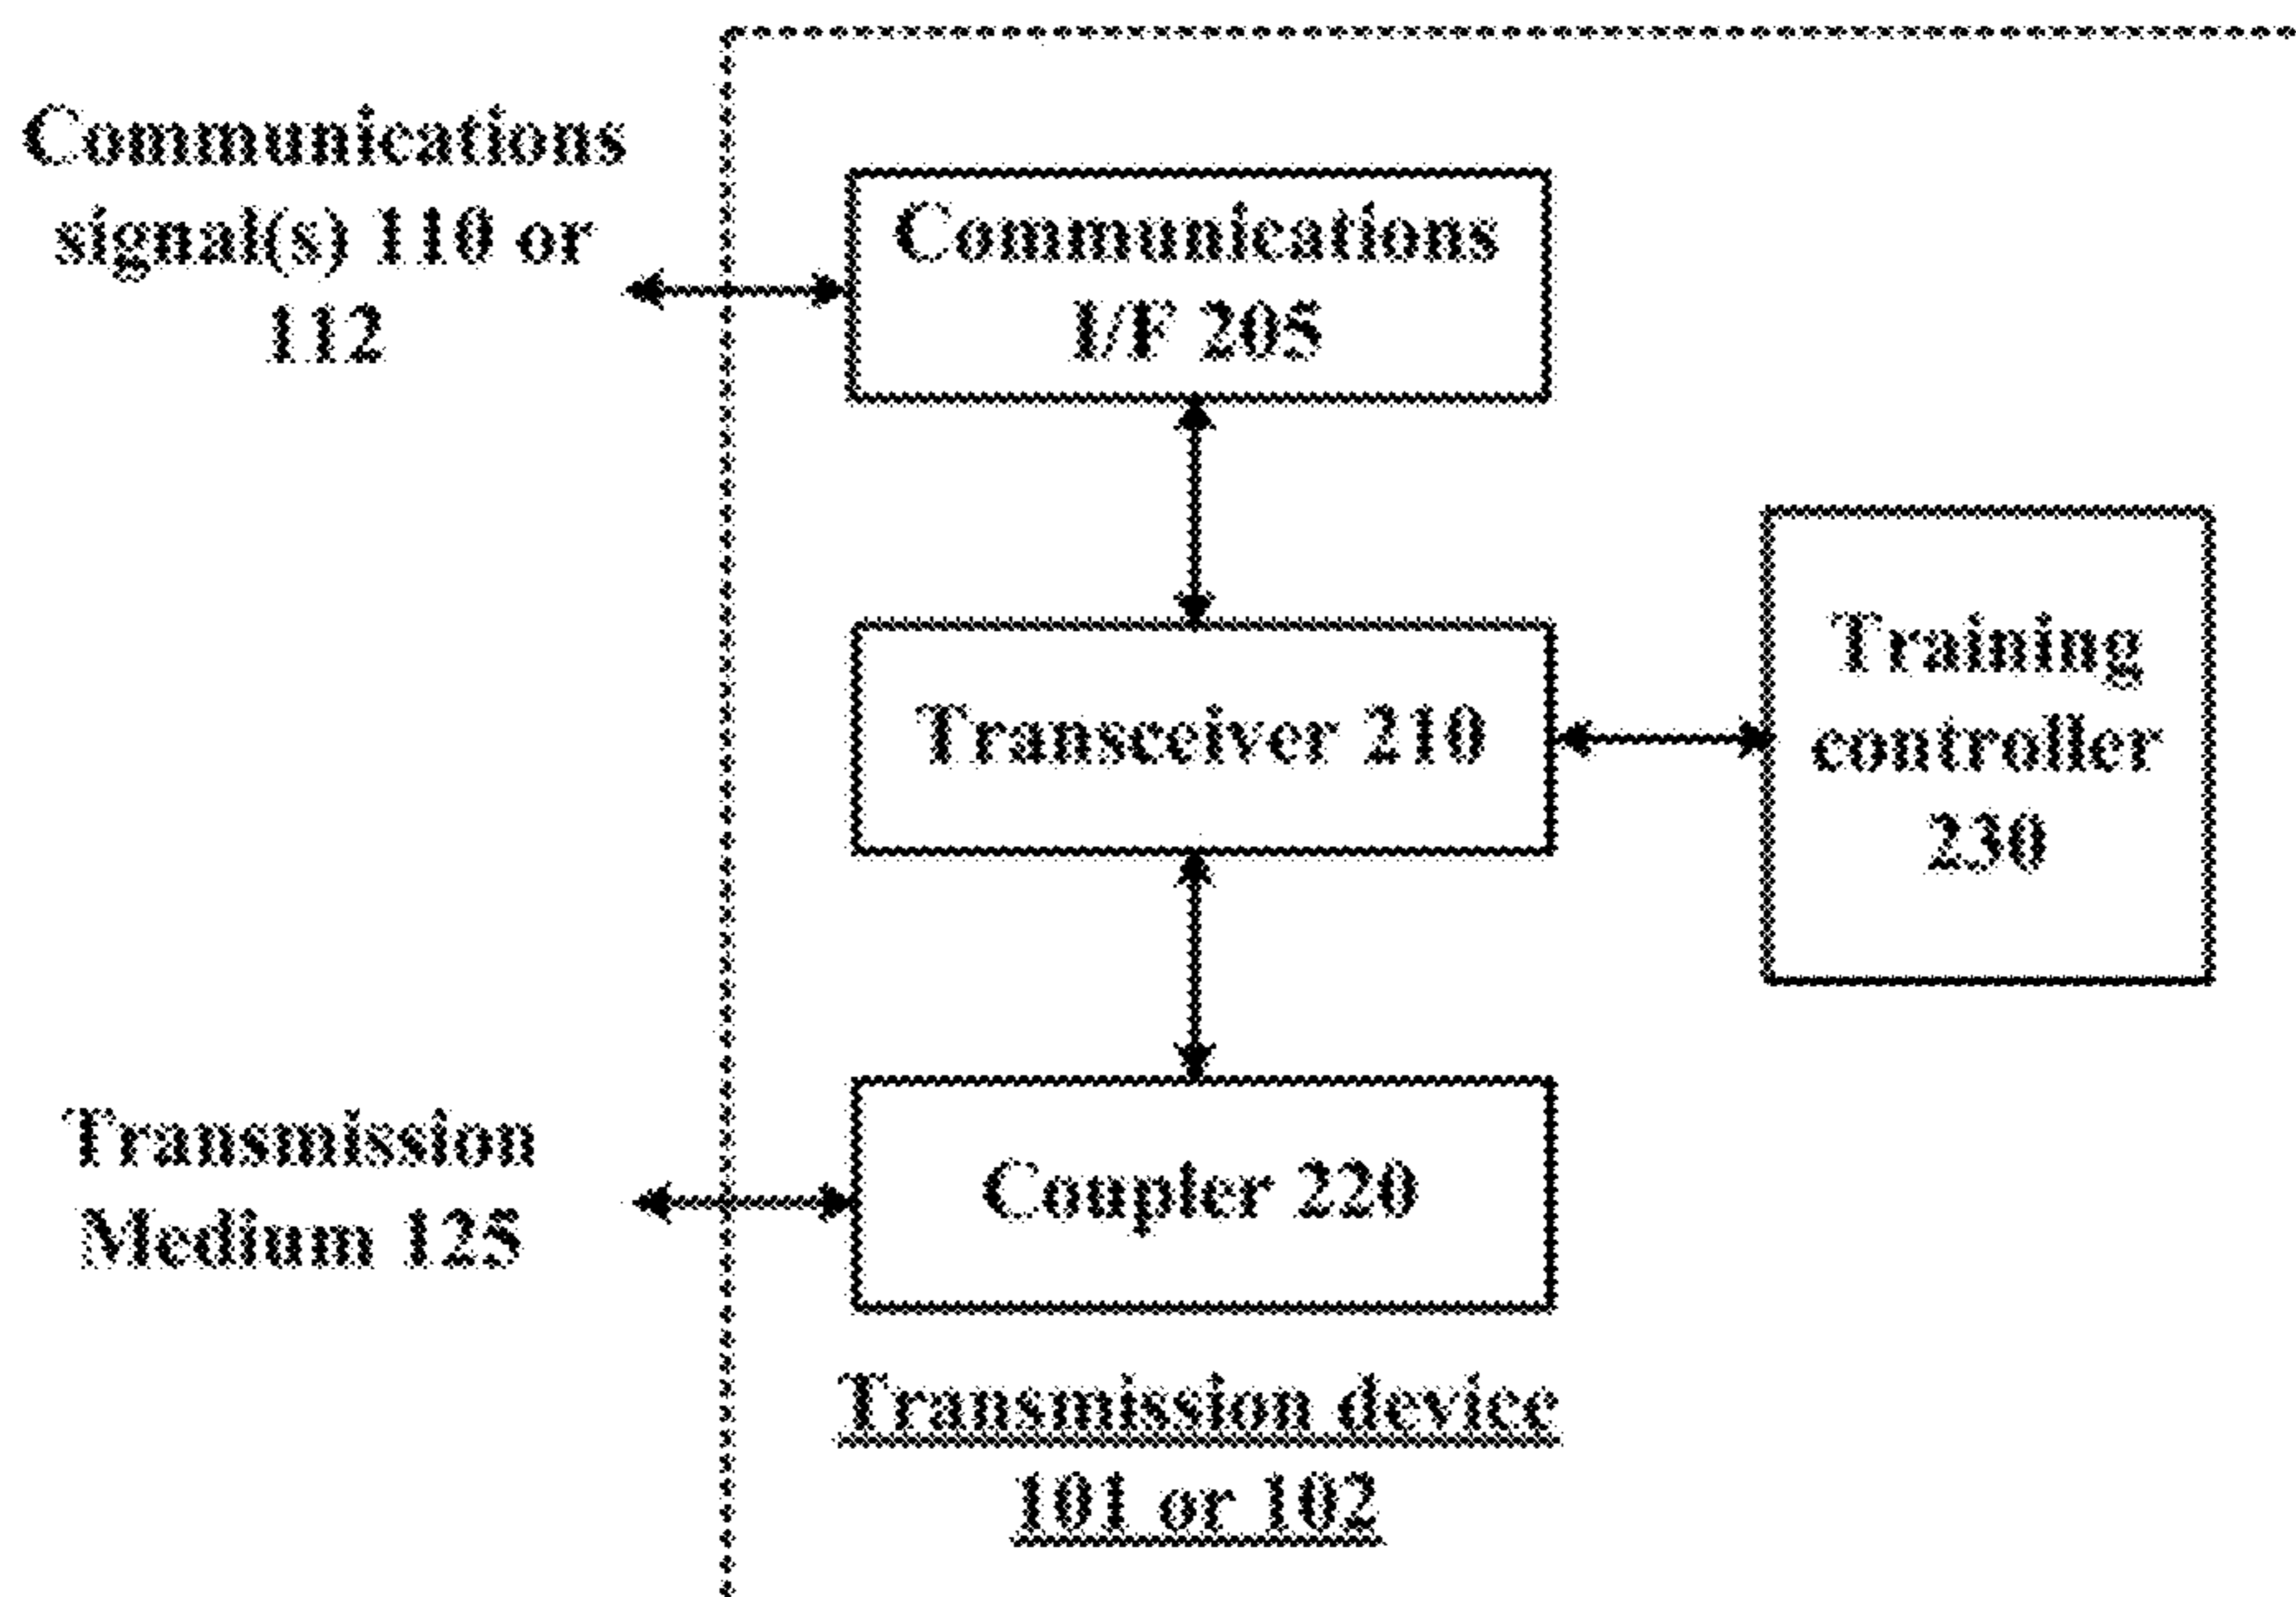 Communications
signal(s) 110 or
112
Communications
I/F 205
Transceiver 210
Training
controller
230
Transmission
Medium 125
Coupler 220
Transmission device
101 or 102